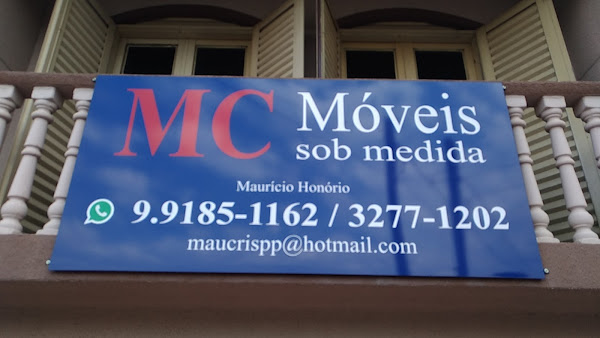 MC Móveis
sob medida
Maurício Honório
9.9185-1162 / 3277-1202
maucrispp@hotmail.com